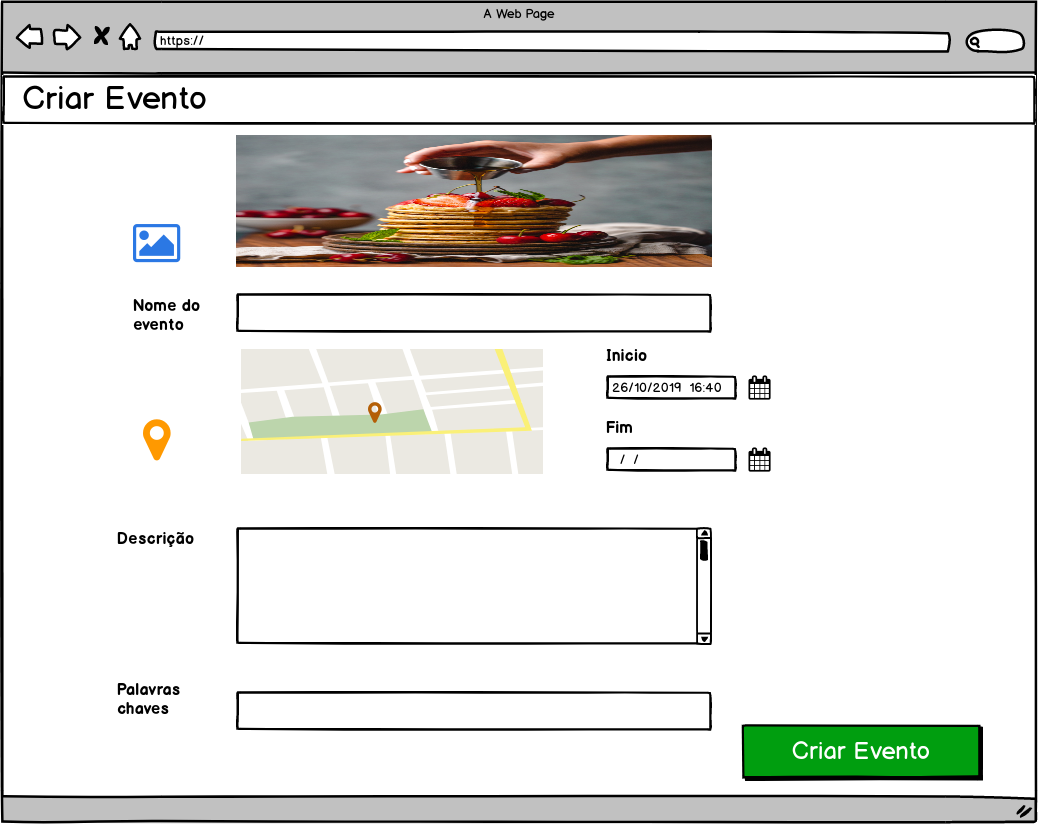 A Web Page
https://
Criar Evento
Nome do
evento
Inicio
26/10/2019 16:40
Fim
/ /
Descrição
Palavras
chaves
Criar Evento